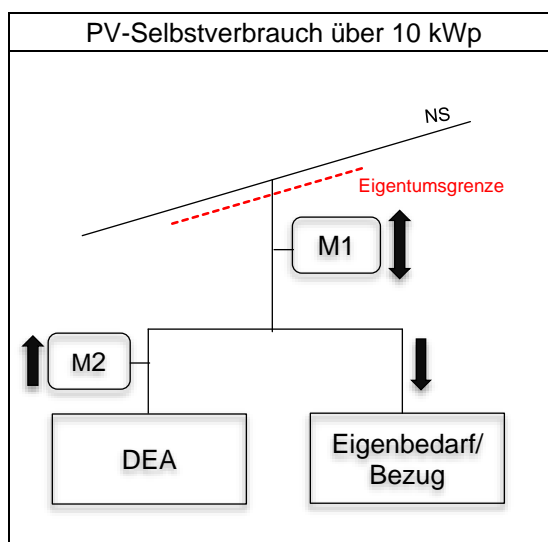 PV-Selbstverbrauch über 10 kWp
NS
Eigentumsgrenze
M1
M2
DEA
Eigenbedarf/
Bezug